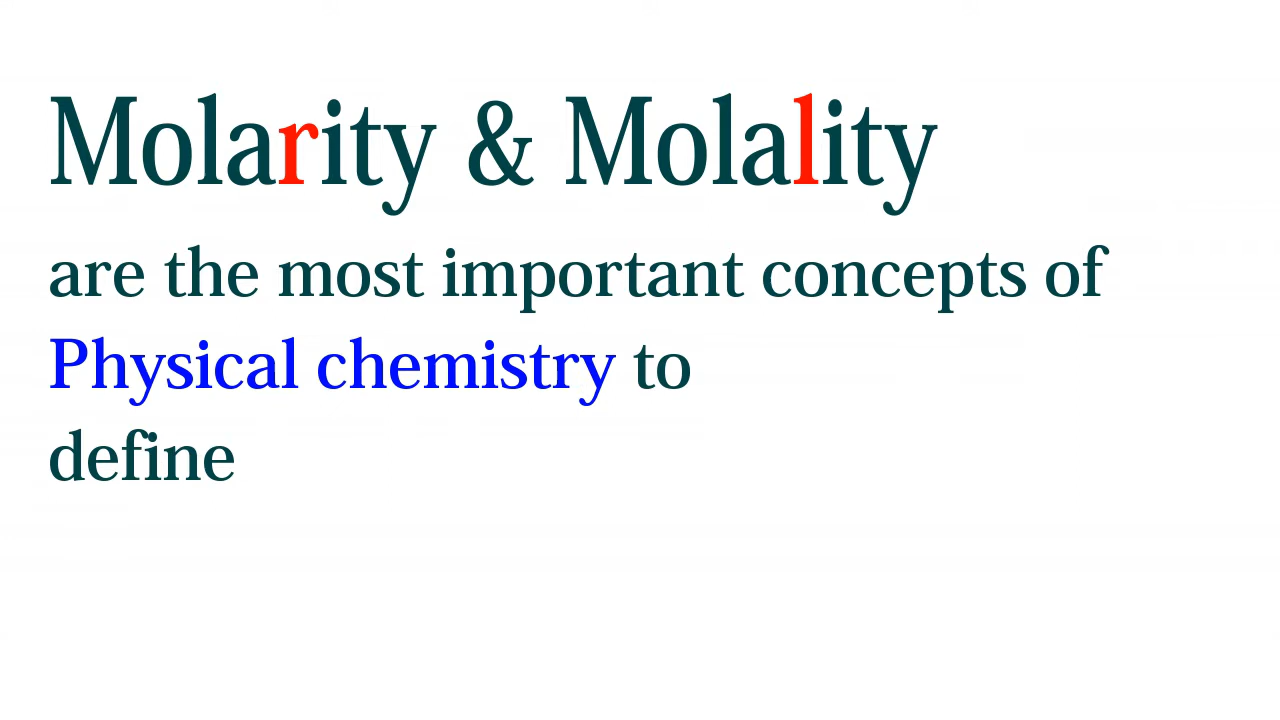 Molarity & Molality
are the most important concepts of
Physical chemistry to
define